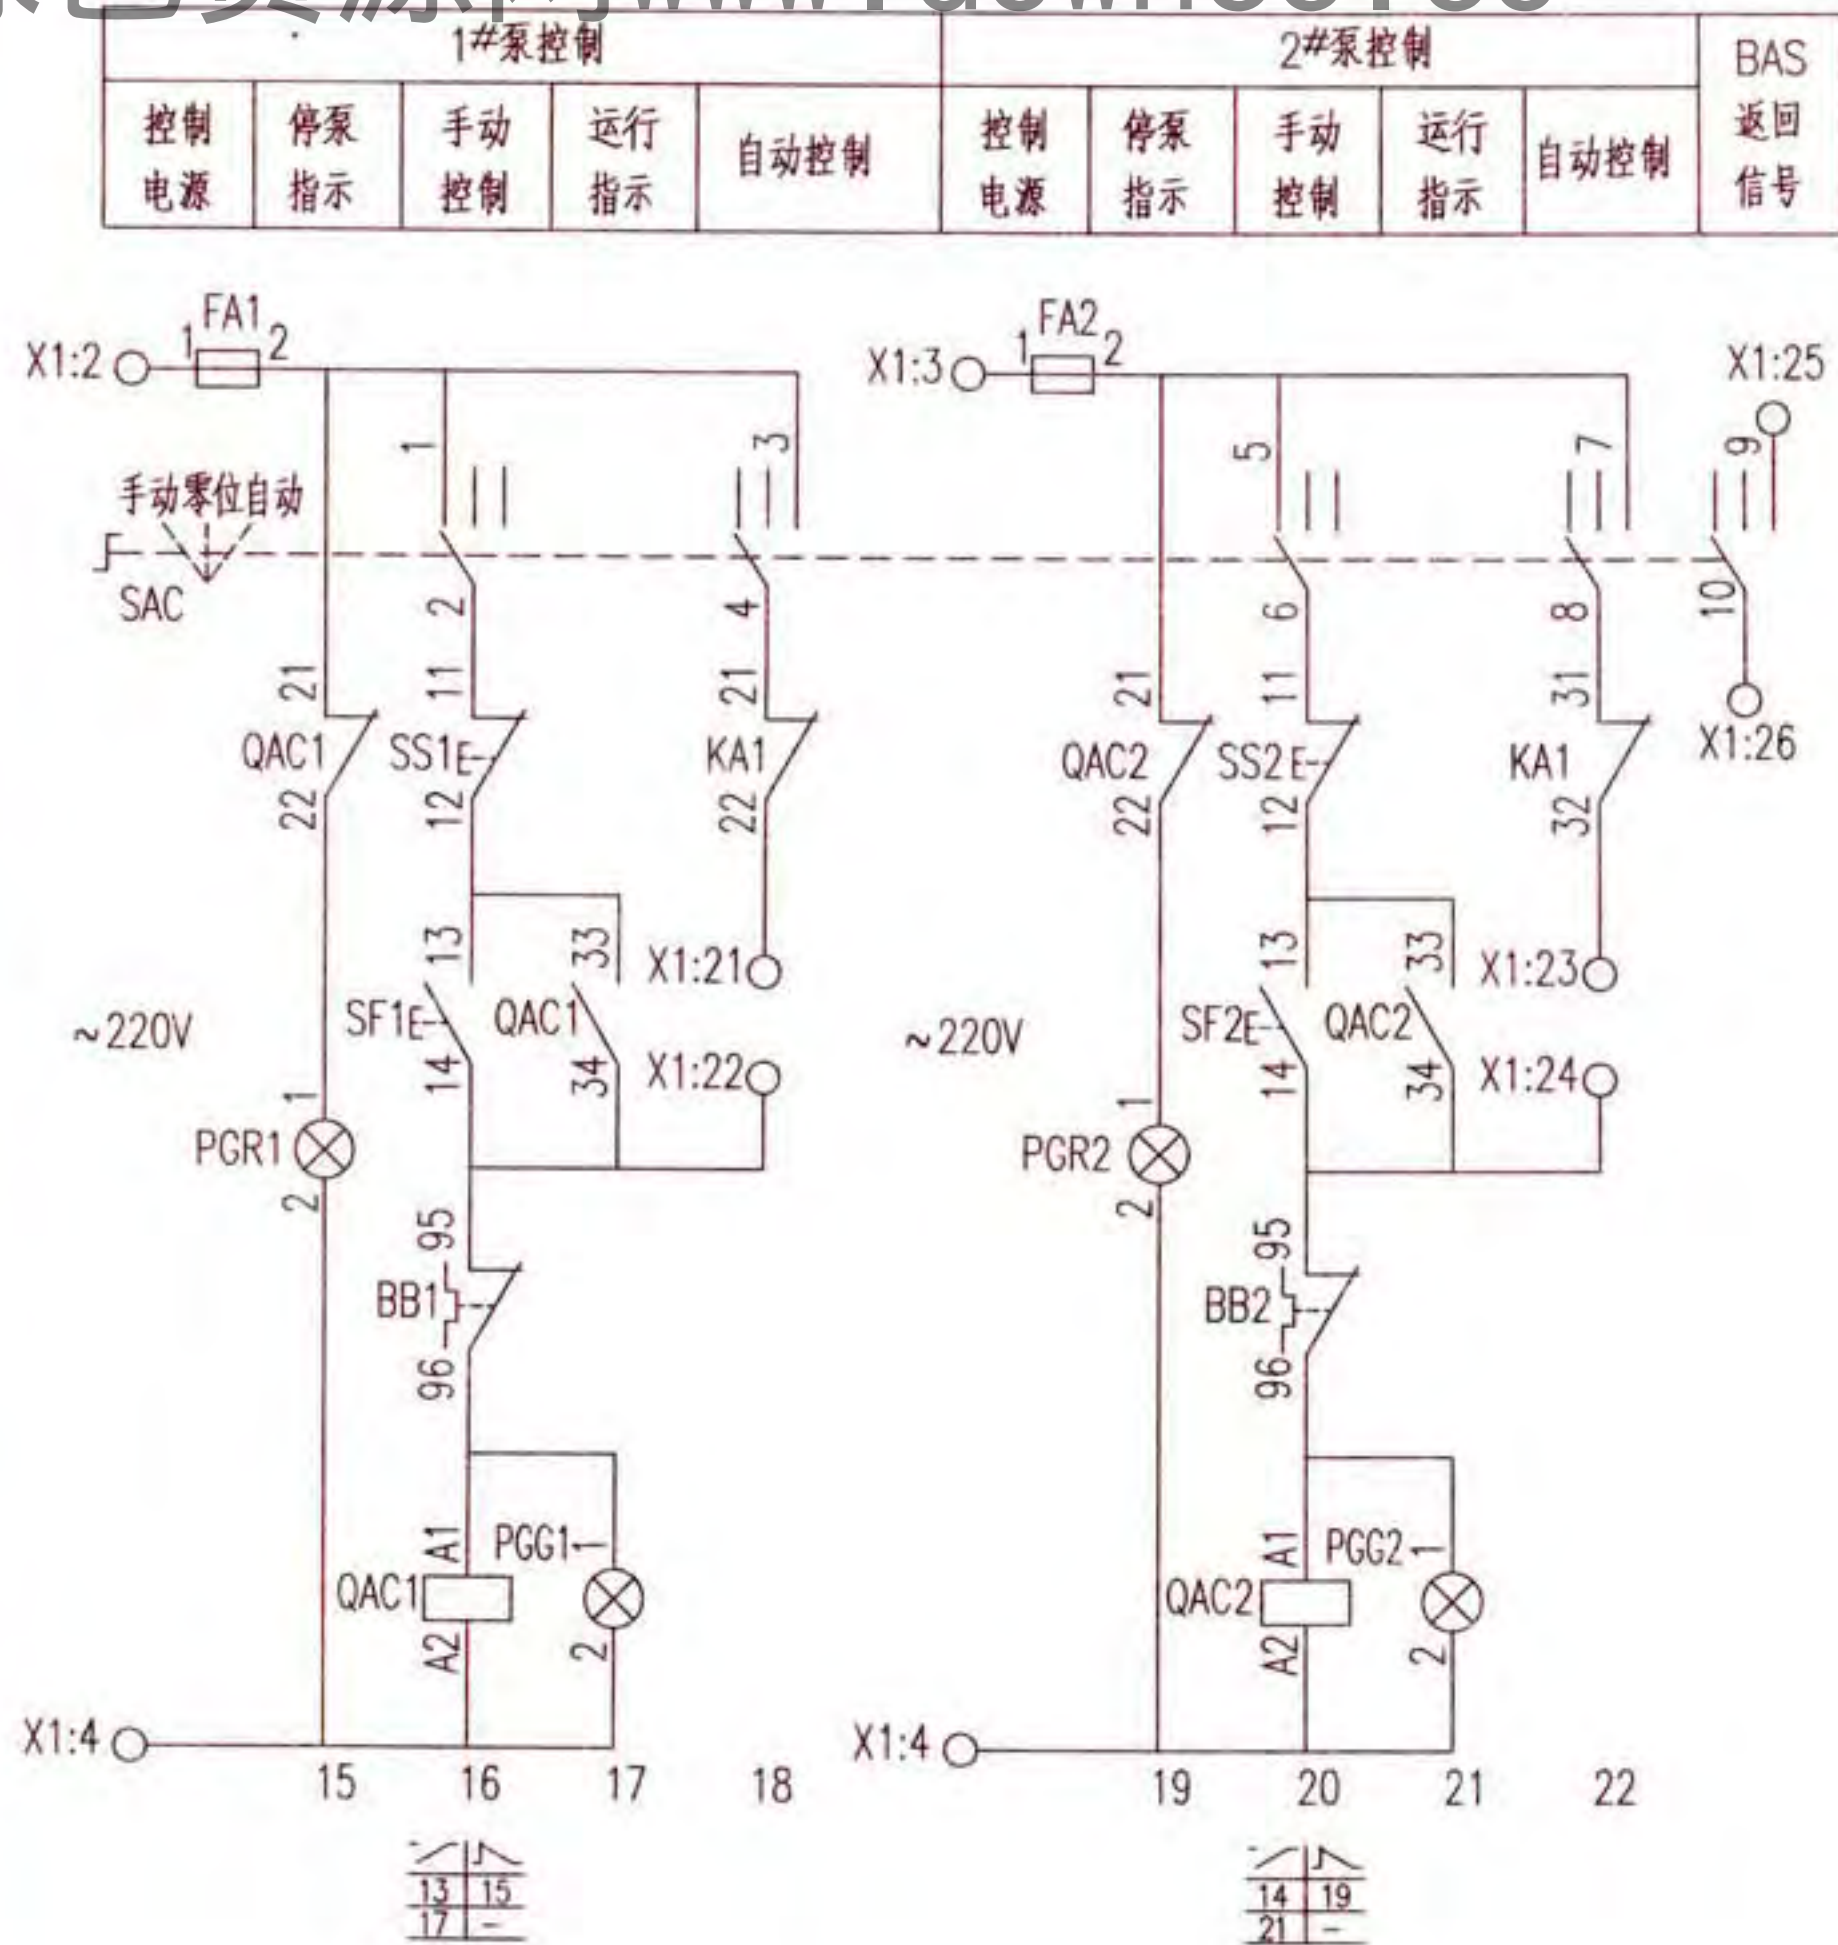 1#泵控制 2#泵控制 BAS
返回
信号
控制
电源
停泵
指示
手动
控制
运行
指示
自动控制
控制
电源
停泵
指示
手动
控制
运行
指示
自动控制
X1:2 1 FA1 2
X1:3 1 FA2 2
X1:25
1 3 5 7 9
手动零位自动
SAC
2 4 6 8 10
21 11 21 21 11 31
X1:26
QAC1 SS1E KA1 QAC2 SS2E KA1
22 12 22 22 12 32
13 33 X1:21 13 33 X1:23
~220V SF1E QAC1 ~220V SF2E QAC2
14 34 X1:22 14 34 X1:24
1 1
PGR1 PGR2
2 2
95 95
BB1 BB2
96 96
A1 PGG1 1 A1 PGG2 1
QAC1 QAC2
A2 2 A2 2
X1:4 X1:4
15 16 17 18 19 20 21 22
13 15 14 19
17 - 21 -